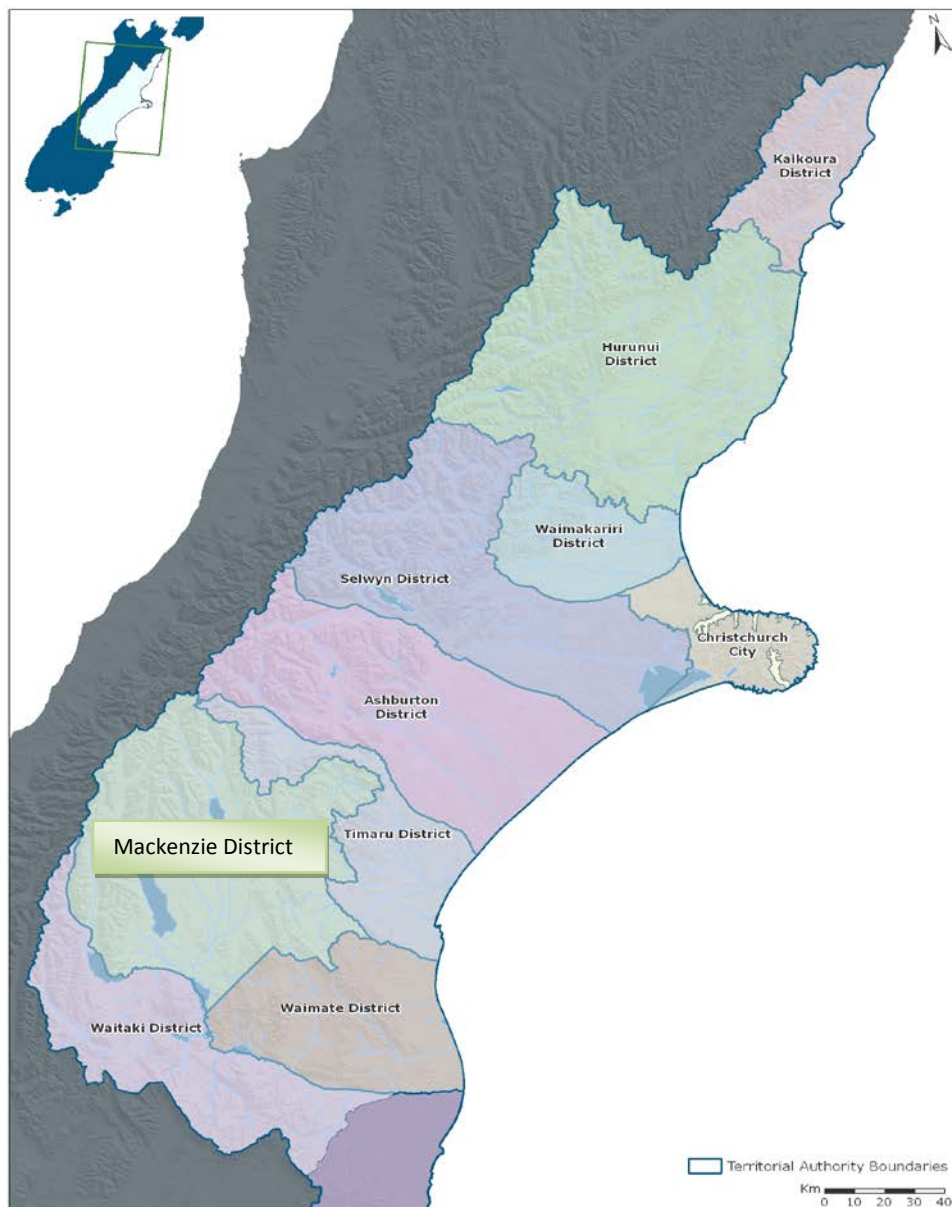 N
Kaikoura
District
Hurunui
District
Waimakariri
District
Selwyn District
Christchurch
City
Ashburton
District
Mackenzie District
Timaru District
Waimate District
Waitaki District
Territorial Authority Boundaries
Km
0 10 20 30 40